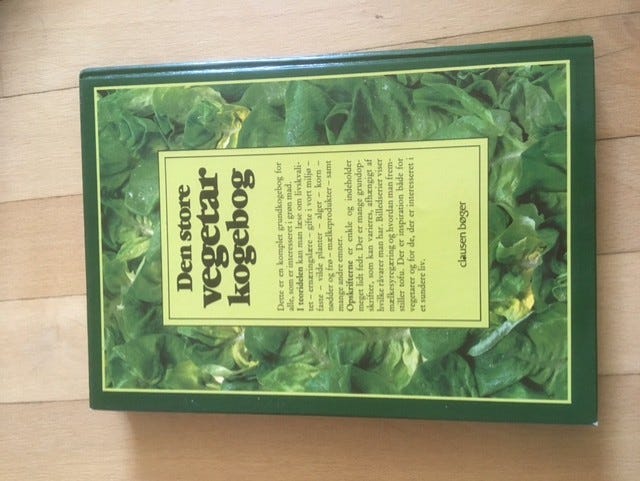 Den store
vegetar
kogebog
Dette er en komplet grundkogebog for
alle, som er interesseret i grøn mad.
I teoridelen kan man læse om livskvali-
tet – ernæringslære – gifte i vort miljø –
faste – vilde planter – alger – korn –
nødder og frø – mælkeprodukter – samt
mange andre emner.
Opskrifterne er enkle og indeholder
meget lidt fedt. Der er mange grundop-
skrifter, som kan varieres, afhængigt af
hvilke råvarer man har. Billedserier viser
mælkesyregæring og hvordan man frem-
stiller tofu. Der er inspiration både for
vegetarer og for de, der er interesseret i
et sundere liv.
clausen bøger